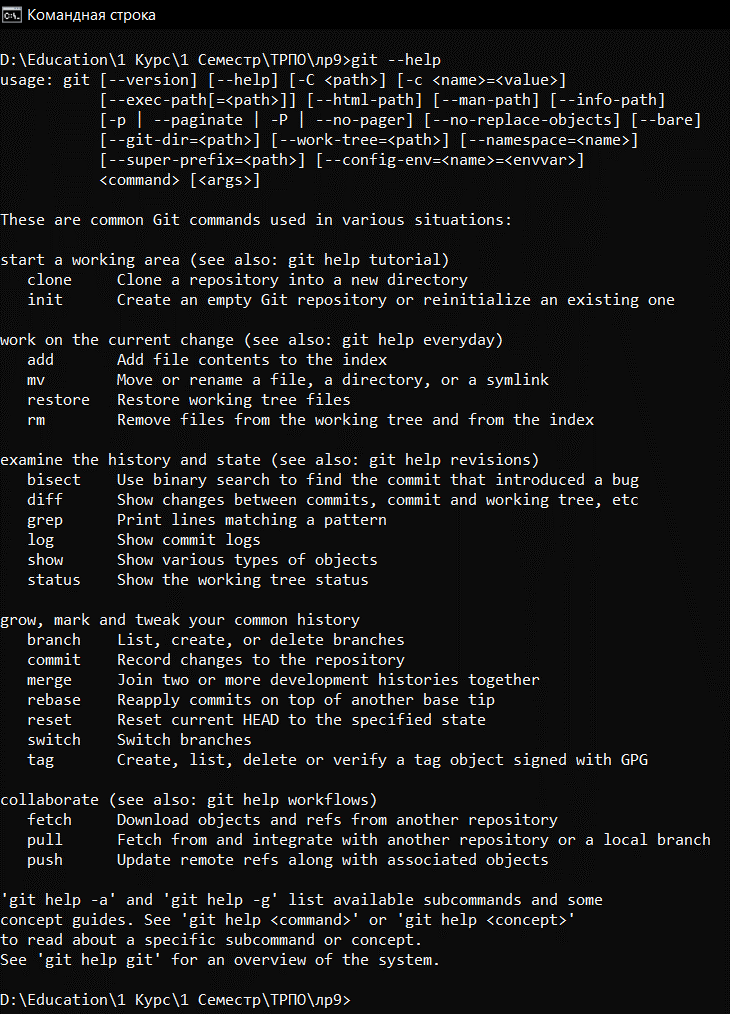 Командная строка
D:\Education\1 Курс\1 Семестр\ТРПО\лр9>git --help
usage: git [--version] [--help] [-C <path>] [-c <name>=<value>]
           [--exec-path[=<path>]] [--html-path] [--man-path] [--info-path]
           [-p | --paginate | -P | --no-pager] [--no-replace-objects] [--bare]
           [--git-dir=<path>] [--work-tree=<path>] [--namespace=<name>]
           [--super-prefix=<path>] [--config-env=<name>=<envvar>]
           <command> [<args>]
These are common Git commands used in various situations:
start a working area (see also: git help tutorial)
   clone     Clone a repository into a new directory
   init      Create an empty Git repository or reinitialize an existing one
work on the current change (see also: git help everyday)
   add       Add file contents to the index
   mv        Move or rename a file, a directory, or a symlink
   restore   Restore working tree files
   rm        Remove files from the working tree and from the index
examine the history and state (see also: git help revisions)
   bisect    Use binary search to find the commit that introduced a bug
   diff      Show changes between commits, commit and working tree, etc
   grep      Print lines matching a pattern
   log       Show commit logs
   show      Show various types of objects
   status    Show the working tree status
grow, mark and tweak your common history
   branch    List, create, or delete branches
   commit    Record changes to the repository
   merge     Join two or more development histories together
   rebase    Reapply commits on top of another base tip
   reset     Reset current HEAD to the specified state
   switch    Switch branches
   tag       Create, list, delete or verify a tag object signed with GPG
collaborate (see also: git help workflows)
   fetch     Download objects and refs from another repository
   pull      Fetch from and integrate with another repository or a local branch
   push      Update remote refs along with associated objects
'git help -a' and 'git help -g' list available subcommands and some
concept guides. See 'git help <command>' or 'git help <concept>'
to read about a specific subcommand or concept.
See 'git help git' for an overview of the system.
D:\Education\1 Курс\1 Семестр\ТРПО\лр9>